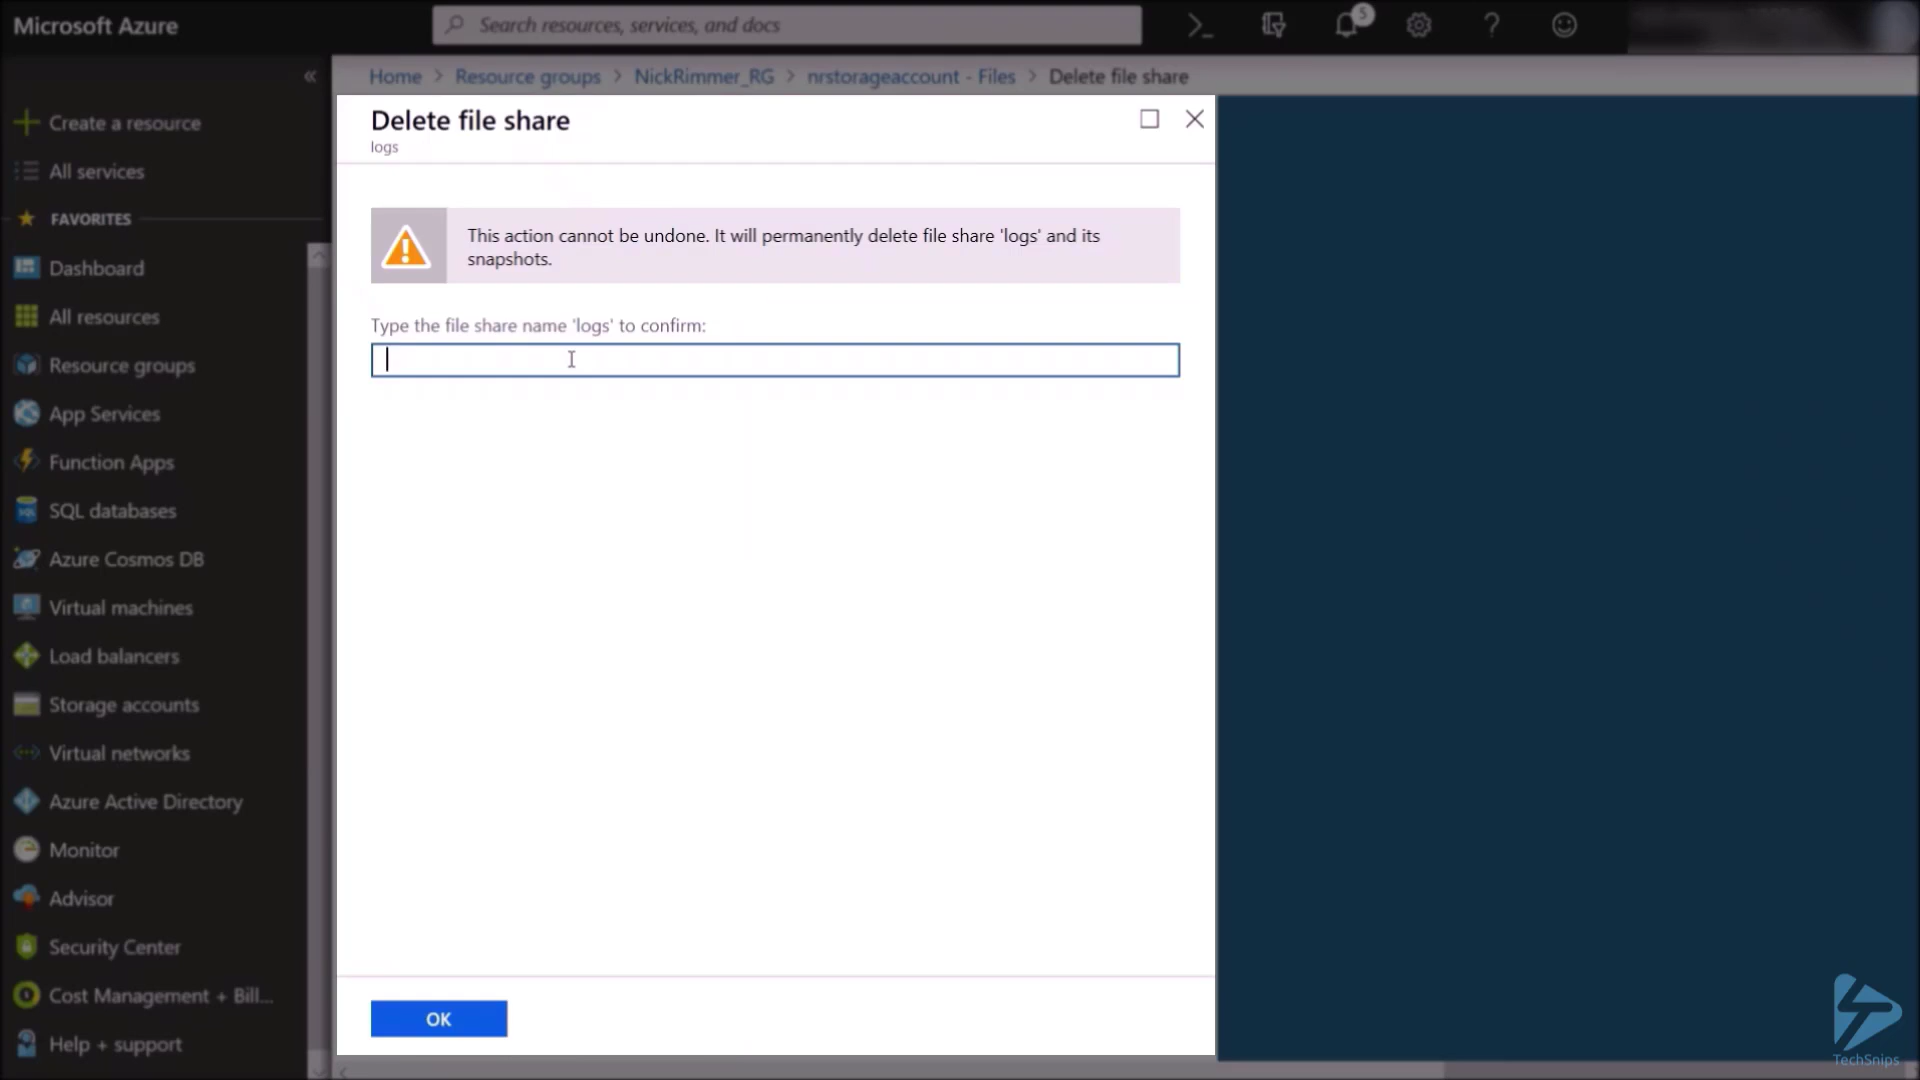 Microsoft Azure
Search resources, services, and docs
5
Home > Resource groups > NickRimmer_RG > nrstorageaccount - Files > Delete file share
Create a resource
All services
FAVORITES
Dashboard
All resources
Resource groups
App Services
Function Apps
SQL databases
Azure Cosmos DB
Virtual machines
Load balancers
Storage accounts
Virtual networks
Azure Active Directory
Monitor
Advisor
Security Center
Cost Management + Bill...
Help + support
Delete file share
logs
This action cannot be undone. It will permanently delete file share 'logs' and its
snapshots.
Type the file share name 'logs' to confirm:
OK
TechSnips